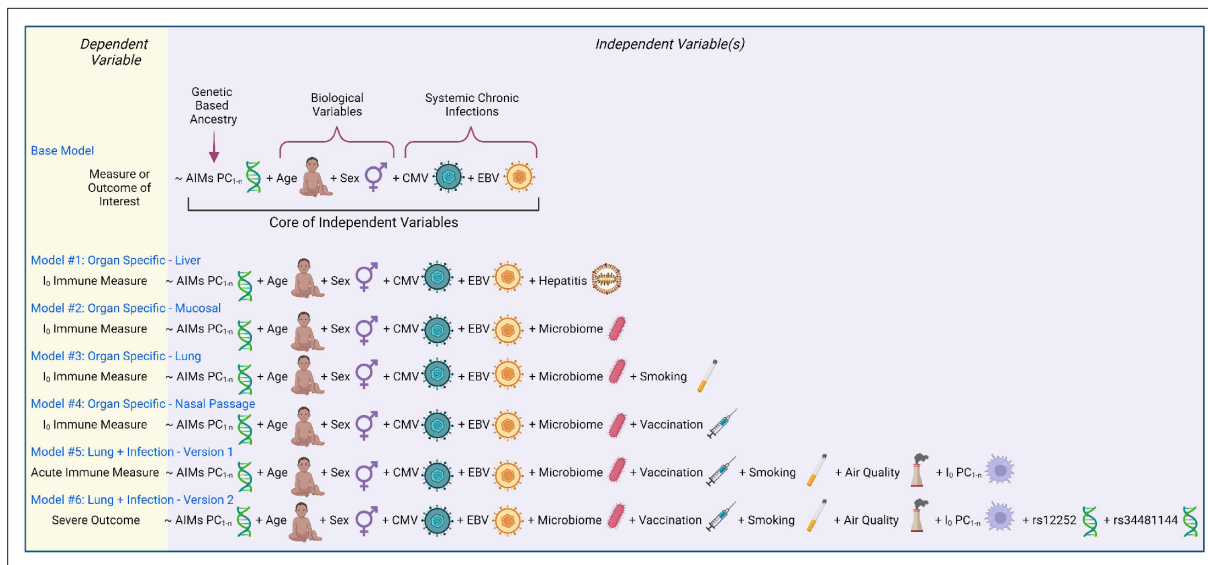 Dependent Variable
Independent Variable(s)
Genetic Based Ancestry
Biological Variables
Systemic Chronic Infections
Base Model
Measure or Outcome of Interest
~ AIMs PC₁₋ₙ + Age + Sex + CMV + EBV
Core of Independent Variables
Model #1: Organ Specific - Liver
I₀ Immune Measure ~ AIMs PC₁₋ₙ + Age + Sex + CMV + EBV + Hepatitis
Model #2: Organ Specific - Mucosal
I₀ Immune Measure ~ AIMs PC₁₋ₙ + Age + Sex + CMV + EBV + Microbiome
Model #3: Organ Specific - Lung
I₀ Immune Measure ~ AIMs PC₁₋ₙ + Age + Sex + CMV + EBV + Microbiome + Smoking
Model #4: Organ Specific - Nasal Passage
I₀ Immune Measure ~ AIMs PC₁₋ₙ + Age + Sex + CMV + EBV + Microbiome + Vaccination
Model #5: Lung + Infection - Version 1
Acute Immune Measure ~ AIMs PC₁₋ₙ + Age + Sex + CMV + EBV + Microbiome + Vaccination + Smoking + Air Quality + I₀ PC₁₋ₙ
Model #6: Lung + Infection - Version 2
Severe Outcome ~ AIMs PC₁₋ₙ + Age + Sex + CMV + EBV + Microbiome + Vaccination + Smoking + Air Quality + I₀ PC₁₋ₙ + rs12252 + rs34481144